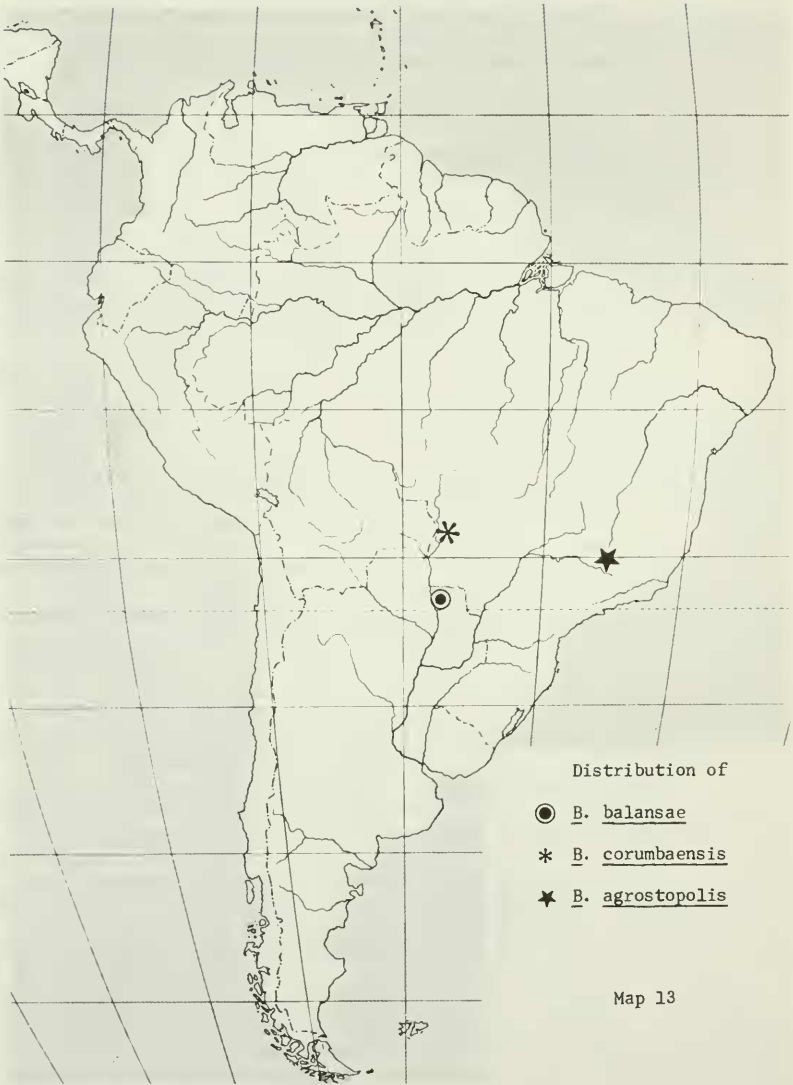 Distribution of
B. balansae
B. corumbaensis
B. agrostopolis
Map 13